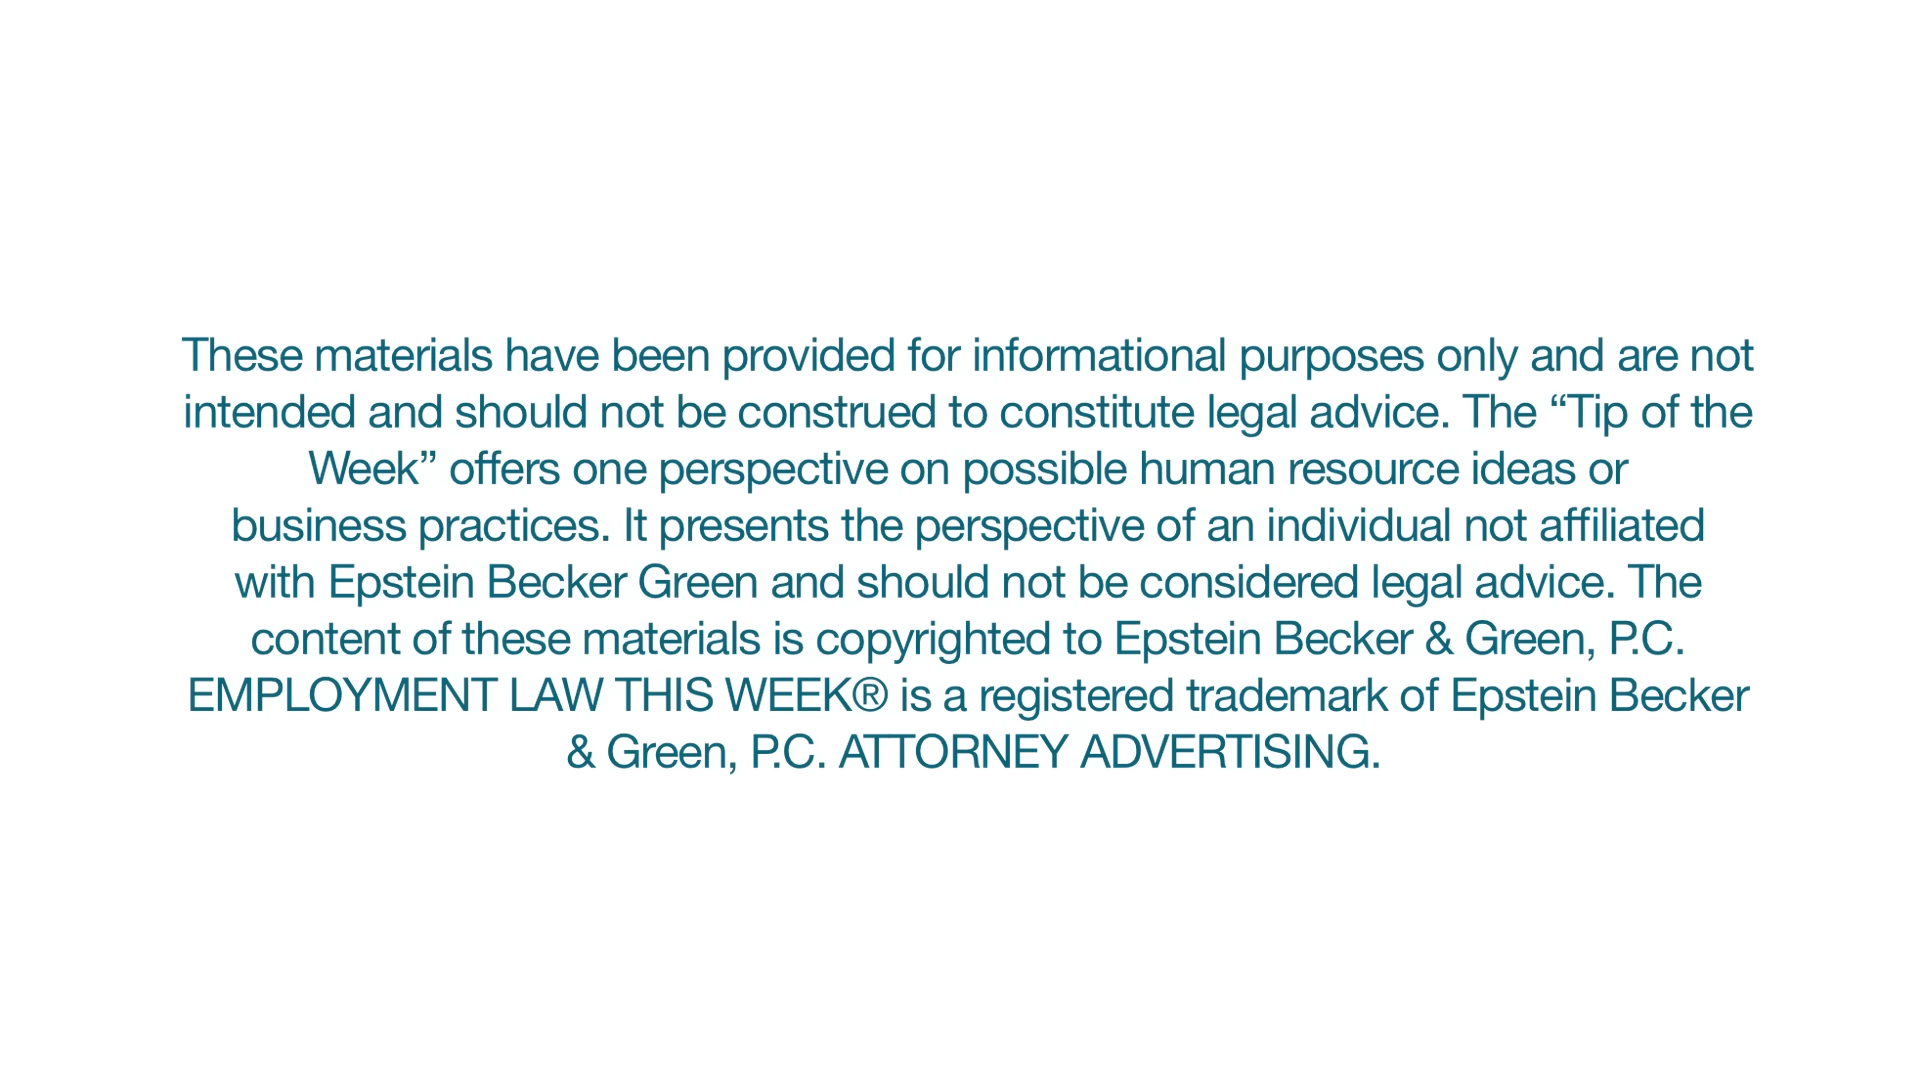 These materials have been provided for informational purposes only and are not
intended and should not be construed to constitute legal advice. The “Tip of the
Week” offers one perspective on possible human resource ideas or
business practices. It presents the perspective of an individual not affiliated
with Epstein Becker Green and should not be considered legal advice. The
content of these materials is copyrighted to Epstein Becker & Green, P.C.
EMPLOYMENT LAW THIS WEEK® is a registered trademark of Epstein Becker
& Green, P.C. ATTORNEY ADVERTISING.